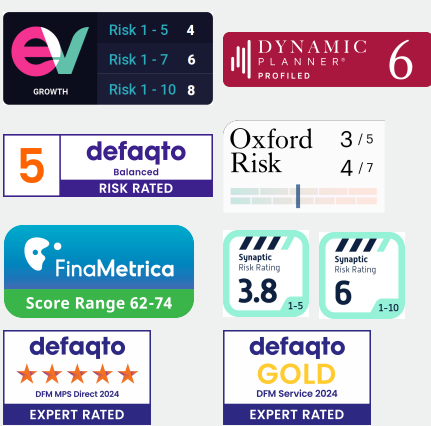 ev
GROWTH
Risk 1 - 5 4
Risk 1 - 7 6
Risk 1 - 10 8
DYNAMIC
PLANNER®
PROFILED
6
5
defaqto
Balanced
RISK RATED
Oxford
Risk
3 / 5
4 / 7
FinaMetrica
Score Range 62-74
Synaptic
Risk Rating
3.8
1-5
Synaptic
Risk Rating
6
1-10
defaqto
DFM MPS Direct 2024
EXPERT RATED
defaqto
GOLD
DFM Service 2024
EXPERT RATED